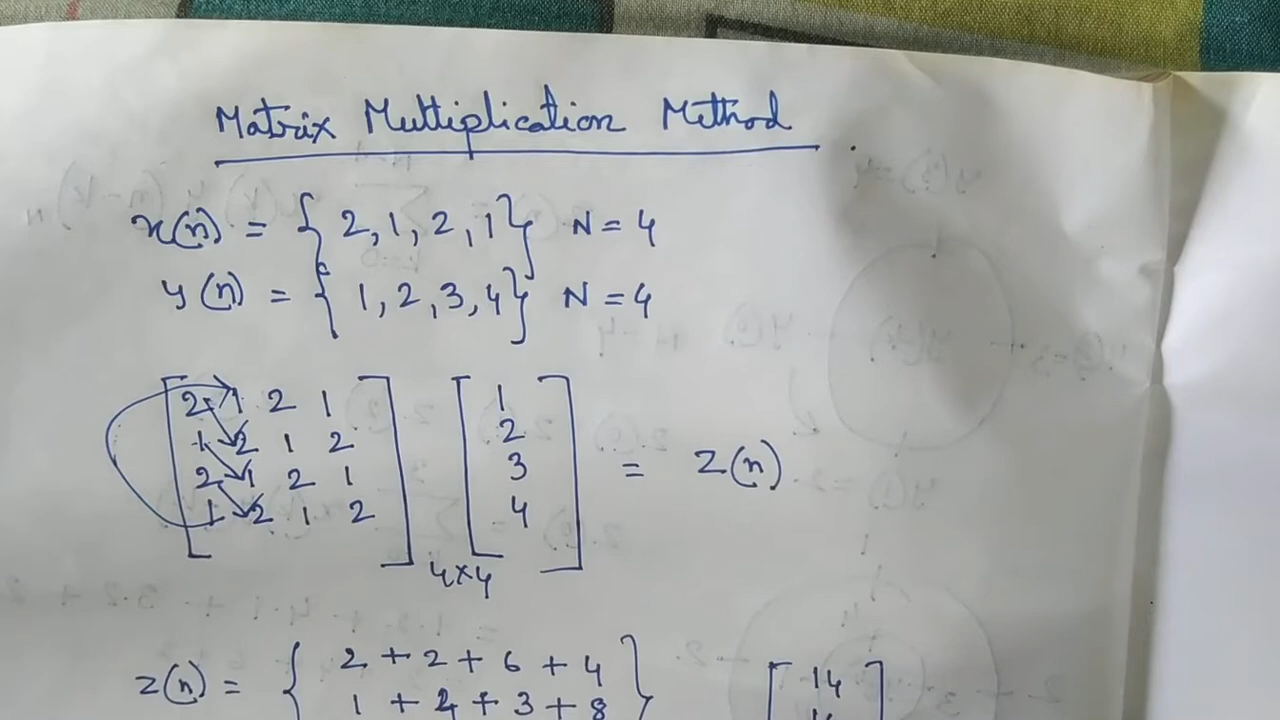 Matrix Multiplication Method
x(n) = { 2, 1, 2, 1 } N = 4
y(n) = { 1, 2, 3, 4 } N = 4
2 1 2 1 1
1 2 1 2 2
2 1 2 1 3 = z(n)
1 2 1 2 4
4×4
z(n) = { 2 + 2 + 6 + 4 } [ 14 ]
1 + 4 + 3 + 8